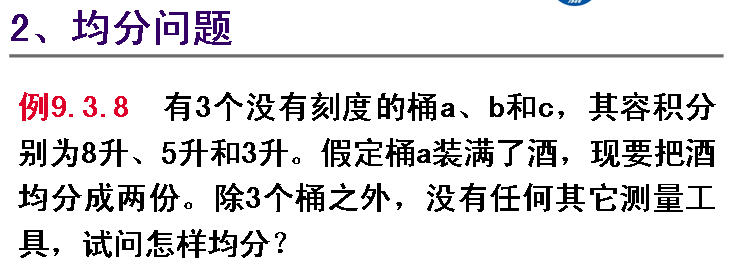 2、均分问题
例9.3.8 有3个没有刻度的桶a、b和c，其容积分
别为8升、5升和3升。假定桶a装满了酒，现要把酒
均分成两份。除3个桶之外，没有任何其它测量工
具，试问怎样均分？